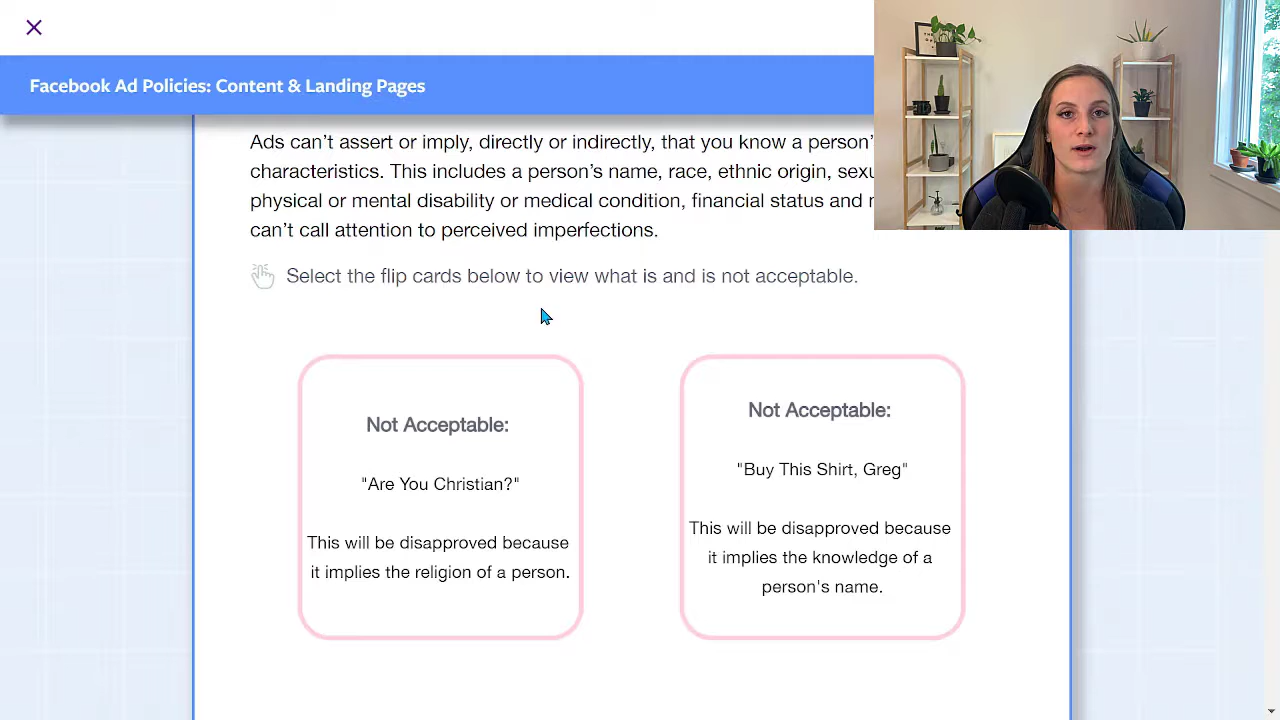 Facebook Ad Policies: Content & Landing Pages
Ads can’t assert or imply, directly or indirectly, that you know a person’
characteristics. This includes a person’s name, race, ethnic origin,
physical or mental disability or medical condition, financial status and
can’t call attention to perceived imperfections.
Select the flip cards below to view what is and is not acceptable.
Not Acceptable:
"Are You Christian?"
This will be disapproved because
it implies the religion of a person.
Not Acceptable:
"Buy This Shirt, Greg"
This will be disapproved because
it implies the knowledge of a
person's name.